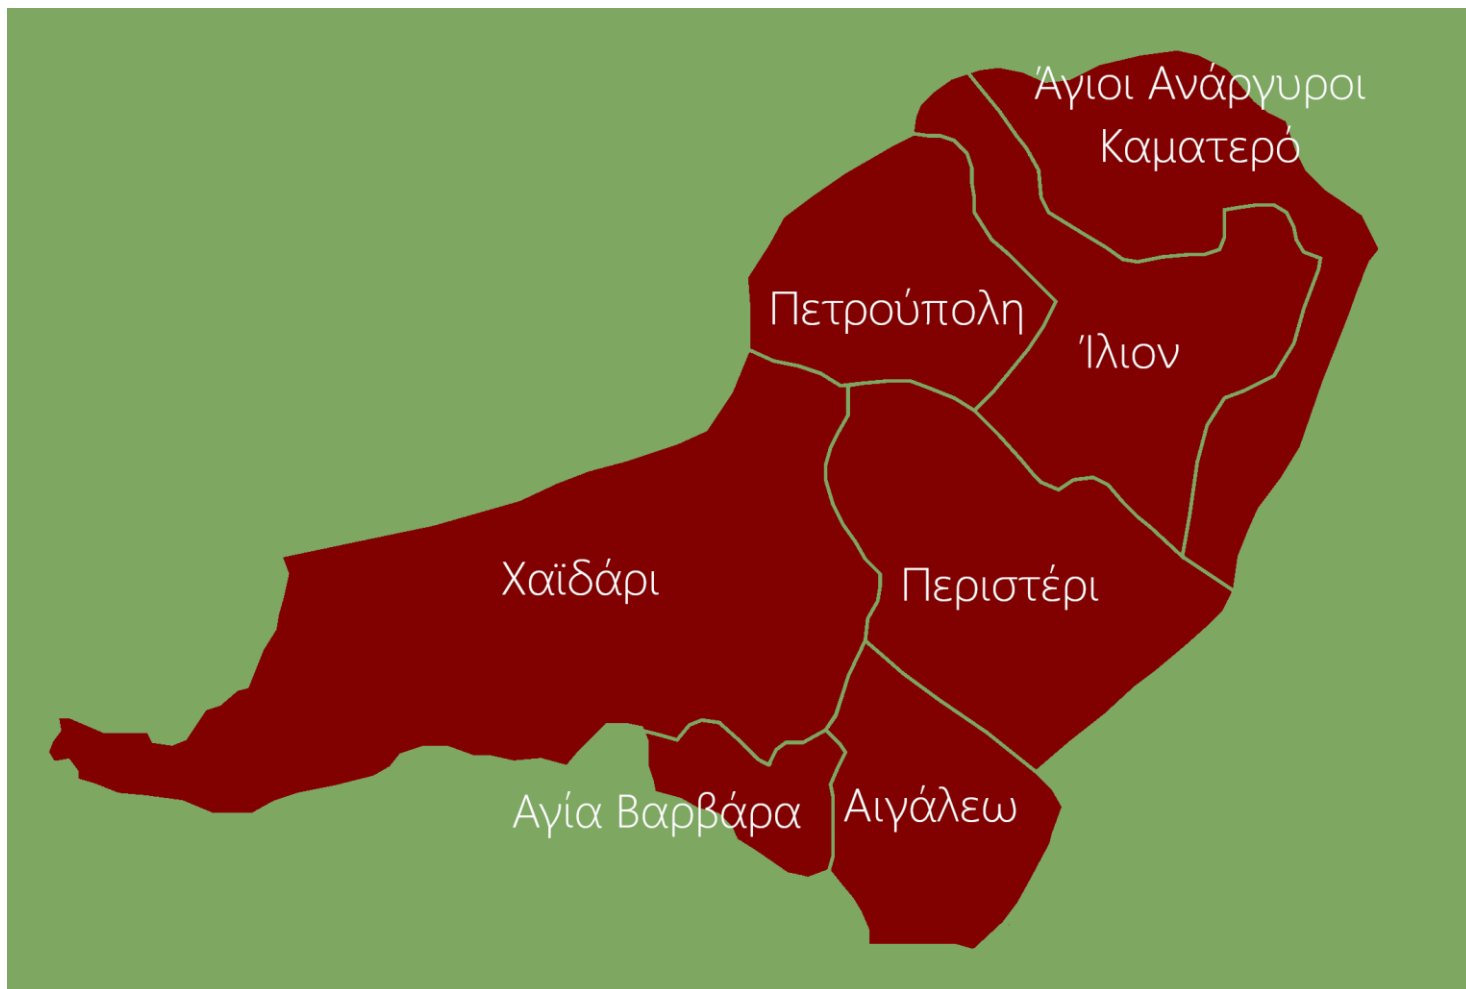 Άγιοι Ανάργυροι
Καματερό
Πετρούπολη
Ίλιον
Χαϊδάρι
Περιστέρι
Αγία Βαρβάρα
Αιγάλεω